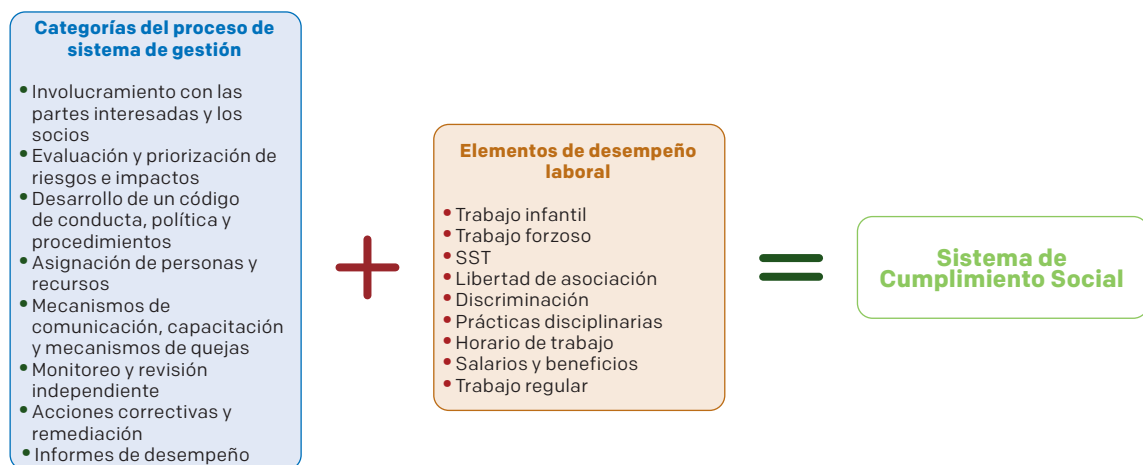 Categorías del proceso de
sistema de gestión
• Involucramiento con las
partes interesadas y los
socios
• Evaluación y priorización de
riesgos e impactos
• Desarrollo de un código
de conducta, política y
procedimientos
• Asignación de personas y
recursos
• Mecanismos de
comunicación, capacitación
y mecanismos de quejas
• Monitoreo y revisión
independiente
• Acciones correctivas y
remediación
• Informes de desempeño
+
Elementos de desempeño
laboral
• Trabajo infantil
• Trabajo forzoso
• SST
• Libertad de asociación
• Discriminación
• Prácticas disciplinarias
• Horario de trabajo
• Salarios y beneficios
• Trabajo regular
=
Sistema de
Cumplimiento Social